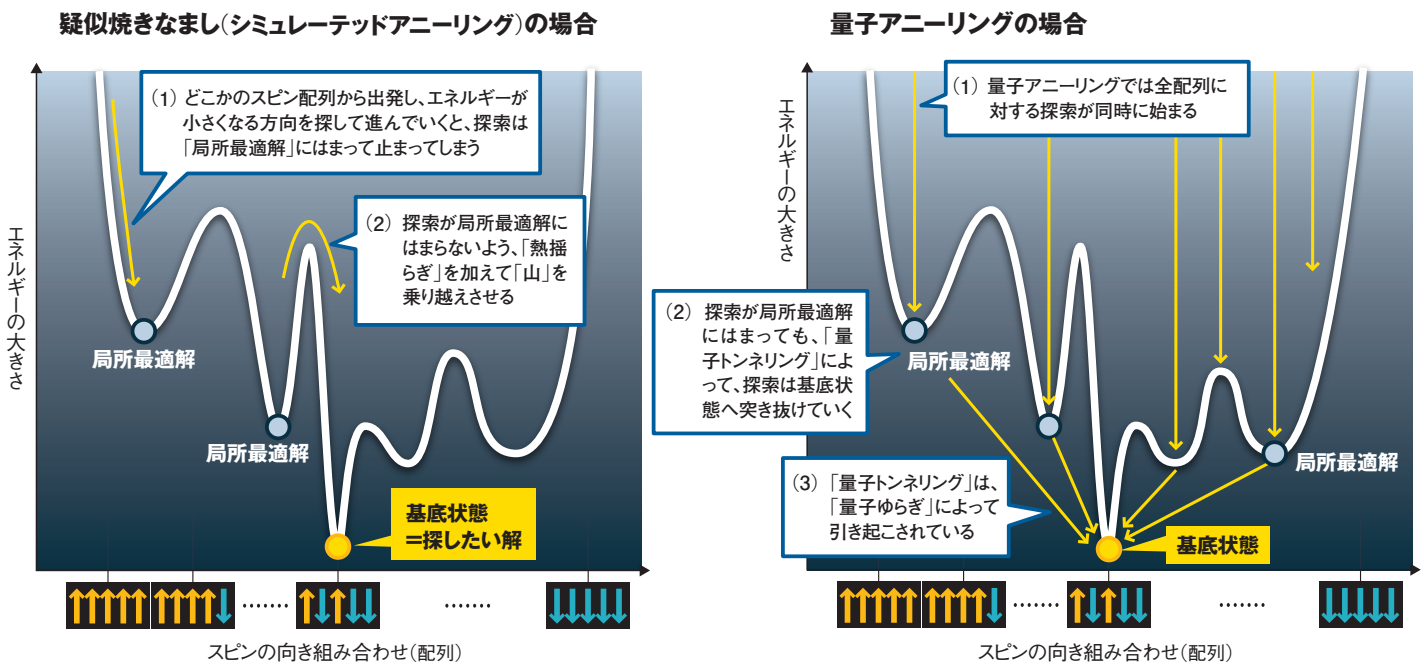 疑似焼きなまし(シミュレーテッドアニーリング)の場合
エネルギーの大きさ
(1) どこかのスピン配列から出発し、エネルギーが
小さくなる方向を探して進んでいくと、探索は
「局所最適解」にはまって止まってしまう
(2) 探索が局所最適解に
はまらないよう、「熱揺
らぎ」を加えて「山」を
乗り越えさせる
局所最適解
局所最適解
基底状態
=探したい解
........
........
スピンの向き組み合わせ(配列)
量子アニーリングの場合
エネルギーの大きさ
(1) 量子アニーリングでは全配列に
対する探索が同時に始まる
(2) 探索が局所最適解
にはまっても、「量
子トンネリング」によ
って、探索は基底状
態へ突き抜けていく
局所最適解
局所最適解
(3) 「量子トンネリング」は、
「量子ゆらぎ」によって
引き起こされている
基底状態
........
........
スピンの向き組み合わせ(配列)